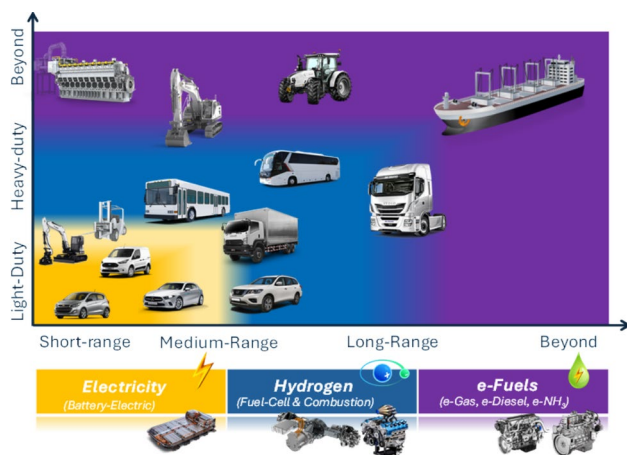 Beyond
Heavy-duty
Light-Duty
Short-range
Medium-Range
Long-Range
Beyond
Electricity
(Battery-Electric)
Hydrogen
(Fuel-Cell & Combustion)
e-Fuels
(e-Gas, e-Diesel, e-NH₃)